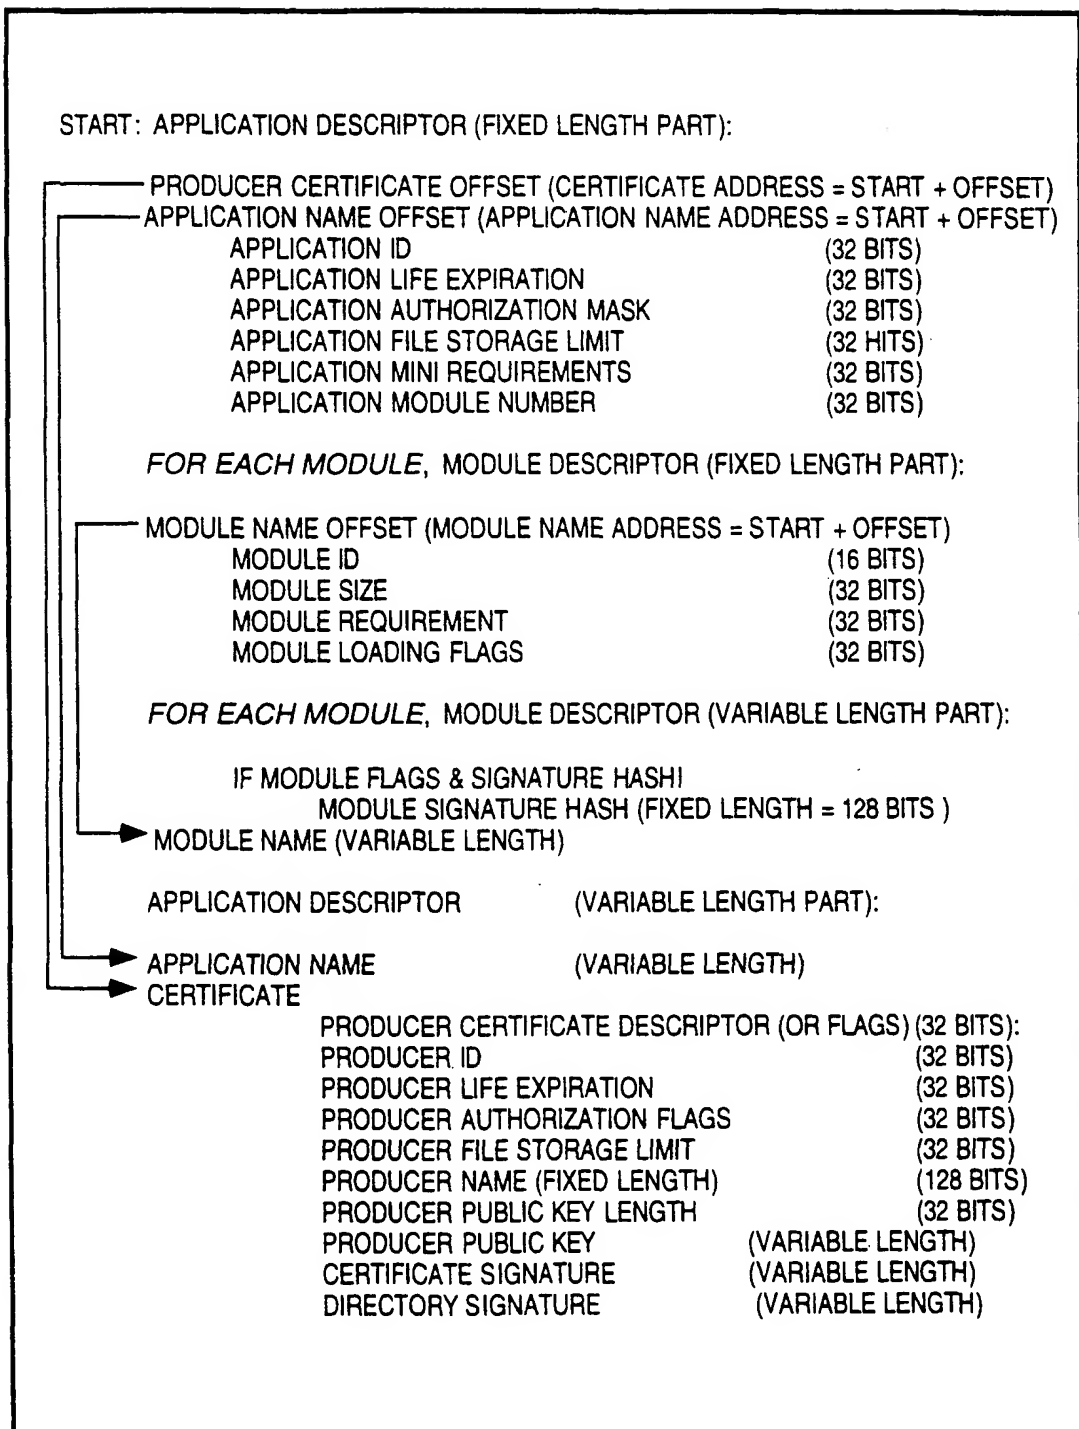 START: APPLICATION DESCRIPTOR (FIXED LENGTH PART):
PRODUCER CERTIFICATE OFFSET (CERTIFICATE ADDRESS = START + OFFSET)
APPLICATION NAME OFFSET (APPLICATION NAME ADDRESS = START + OFFSET)
APPLICATION ID (32 BITS)
APPLICATION LIFE EXPIRATION (32 BITS)
APPLICATION AUTHORIZATION MASK (32 BITS)
APPLICATION FILE STORAGE LIMIT (32 HITS)
APPLICATION MINI REQUIREMENTS (32 BITS)
APPLICATION MODULE NUMBER (32 BITS)
FOR EACH MODULE, MODULE DESCRIPTOR (FIXED LENGTH PART):
MODULE NAME OFFSET (MODULE NAME ADDRESS = START + OFFSET)
MODULE ID (16 BITS)
MODULE SIZE (32 BITS)
MODULE REQUIREMENT (32 BITS)
MODULE LOADING FLAGS (32 BITS)
FOR EACH MODULE, MODULE DESCRIPTOR (VARIABLE LENGTH PART):
IF MODULE FLAGS & SIGNATURE HASHI
MODULE SIGNATURE HASH (FIXED LENGTH = 128 BITS )
MODULE NAME (VARIABLE LENGTH)
APPLICATION DESCRIPTOR (VARIABLE LENGTH PART):
APPLICATION NAME (VARIABLE LENGTH)
CERTIFICATE
PRODUCER CERTIFICATE DESCRIPTOR (OR FLAGS) (32 BITS):
PRODUCER ID (32 BITS)
PRODUCER LIFE EXPIRATION (32 BITS)
PRODUCER AUTHORIZATION FLAGS (32 BITS)
PRODUCER FILE STORAGE LIMIT (32 BITS)
PRODUCER NAME (FIXED LENGTH) (128 BITS)
PRODUCER PUBLIC KEY LENGTH (32 BITS)
PRODUCER PUBLIC KEY (VARIABLE LENGTH)
CERTIFICATE SIGNATURE (VARIABLE LENGTH)
DIRECTORY SIGNATURE (VARIABLE LENGTH)